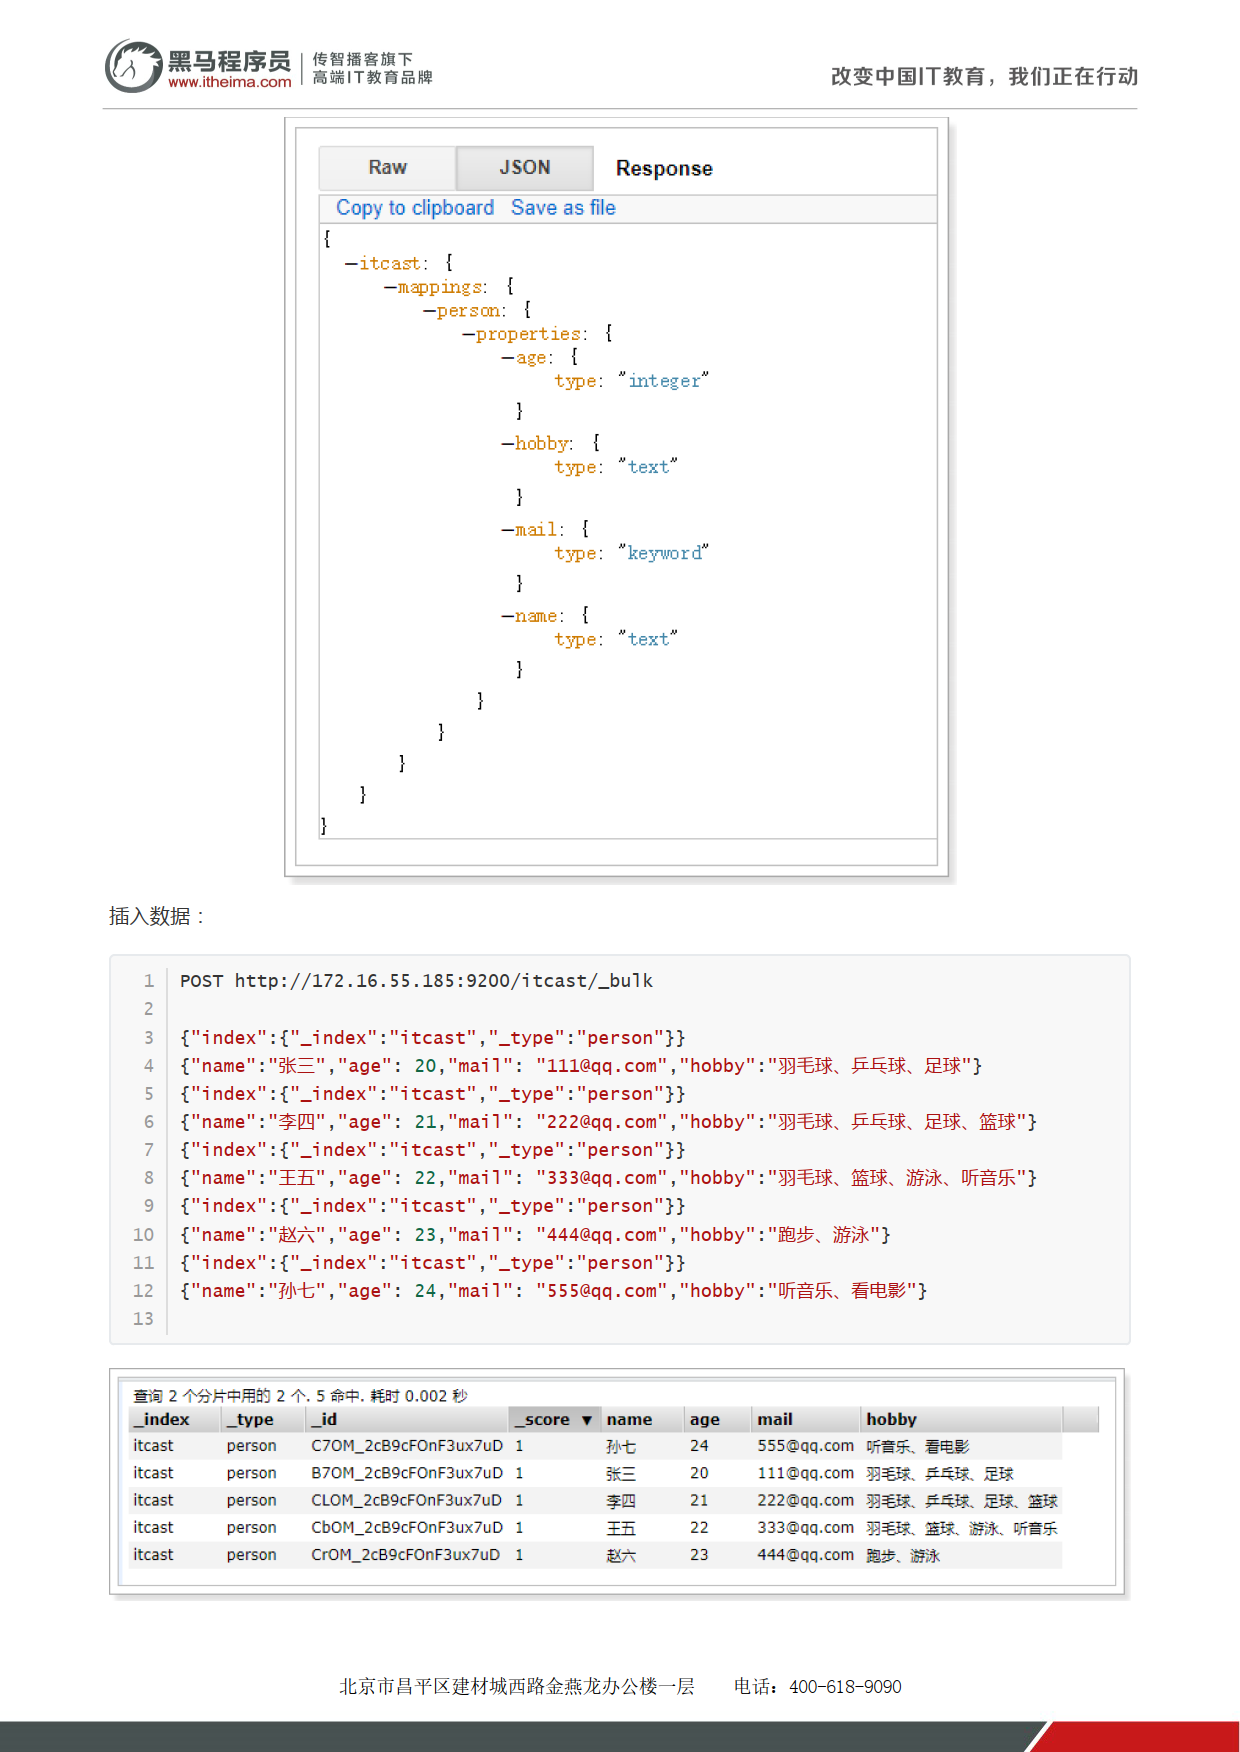 黑马程序员
www.itheima.com
传智播客旗下
高端IT教育品牌
改变中国IT教育，我们正在行动
Raw JSON Response
Copy to clipboard Save as file
{
—itcast: {
—mappings: {
—person: {
—properties: {
—age: {
type: "integer"
}
—hobby: {
type: "text"
}
—mail: {
type: "keyword"
}
—name: {
type: "text"
}
}
}
}
}
}
插入数据：
1 POST http://172.16.55.185:9200/itcast/_bulk
2
3 {"index":{"_index":"itcast","_type":"person"}}
4 {"name":"张三","age": 20,"mail": "111@qq.com","hobby":"羽毛球、乒乓球、足球"}
5 {"index":{"_index":"itcast","_type":"person"}}
6 {"name":"李四","age": 21,"mail": "222@qq.com","hobby":"羽毛球、乒乓球、足球、篮球"}
7 {"index":{"_index":"itcast","_type":"person"}}
8 {"name":"王五","age": 22,"mail": "333@qq.com","hobby":"羽毛球、篮球、游泳、听音乐"}
9 {"index":{"_index":"itcast","_type":"person"}}
10 {"name":"赵六","age": 23,"mail": "444@qq.com","hobby":"跑步、游泳"}
11 {"index":{"_index":"itcast","_type":"person"}}
12 {"name":"孙七","age": 24,"mail": "555@qq.com","hobby":"听音乐、看电影"}
13
查询 2 个分片中用的 2 个. 5 命中. 耗时 0.002 秒
_index _type _id _score ▼ name age mail hobby
itcast person C7OM_2cB9cFOnF3ux7uD 1 孙七 24 555@qq.com 听音乐、看电影
itcast person B7OM_2cB9cFOnF3ux7uD 1 张三 20 111@qq.com 羽毛球、乒乓球、足球
itcast person CLOM_2cB9cFOnF3ux7uD 1 李四 21 222@qq.com 羽毛球、乒乓球、足球、篮球
itcast person CbOM_2cB9cFOnF3ux7uD 1 王五 22 333@qq.com 羽毛球、篮球、游泳、听音乐
itcast person CrOM_2cB9cFOnF3ux7uD 1 赵六 23 444@qq.com 跑步、游泳
北京市昌平区建材城西路金燕龙办公楼一层 电话：400-618-9090